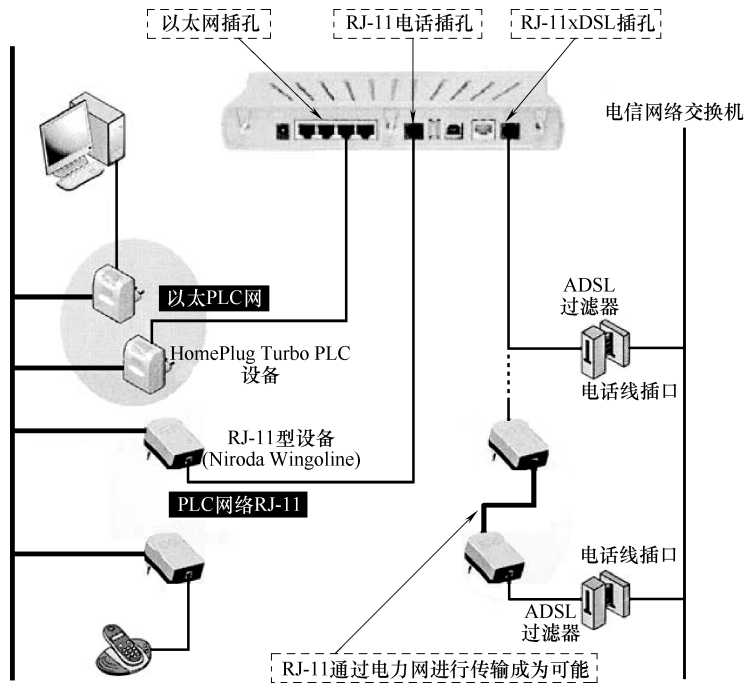 以太网插孔
RJ-11电话插孔
RJ-11xDSL插孔
电信网络交换机
以太PLC网
HomePlug Turbo PLC
设备
ADSL
过滤器
电话线插口
RJ-11型设备
(Niroda Wingoline)
PLC网络RJ-11
电话线插口
ADSL
过滤器
RJ-11通过电力网进行传输成为可能